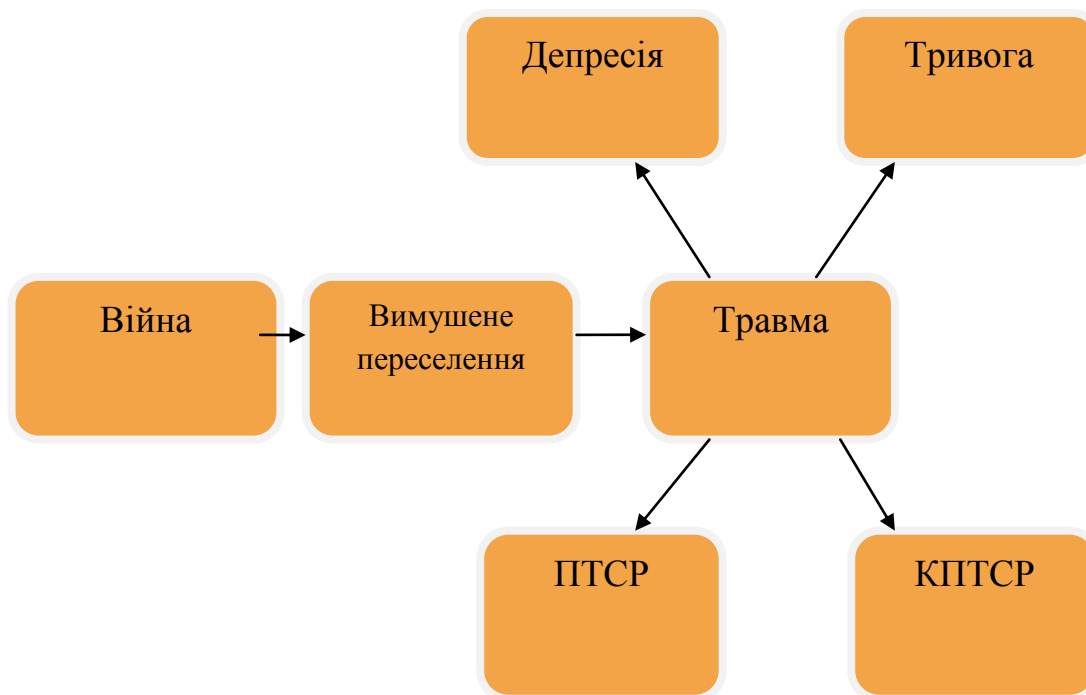 Депресія
Тривога
Війна
Вимушене
переселення
Травма
ПТСР
КПТСР